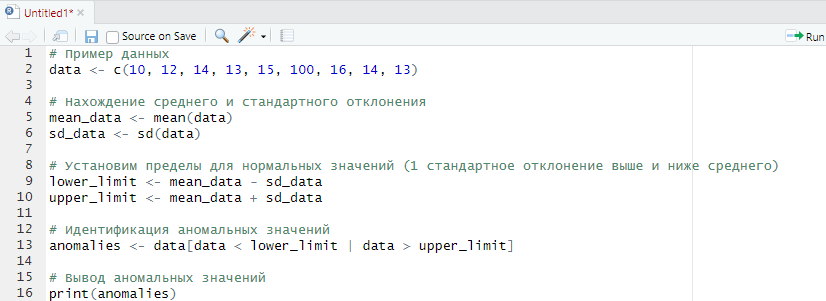 Untitled1*
Source on Save
Run
1 # Пример данных
2 data <- c(10, 12, 14, 13, 15, 100, 16, 14, 13)
3
4 # Нахождение среднего и стандартного отклонения
5 mean_data <- mean(data)
6 sd_data <- sd(data)
7
8 # Установим пределы для нормальных значений (1 стандартное отклонение выше и ниже среднего)
9 lower_limit <- mean_data - sd_data
10 upper_limit <- mean_data + sd_data
11
12 # Идентификация аномальных значений
13 anomalies <- data[data < lower_limit | data > upper_limit]
14
15 # Вывод аномальных значений
16 print(anomalies)